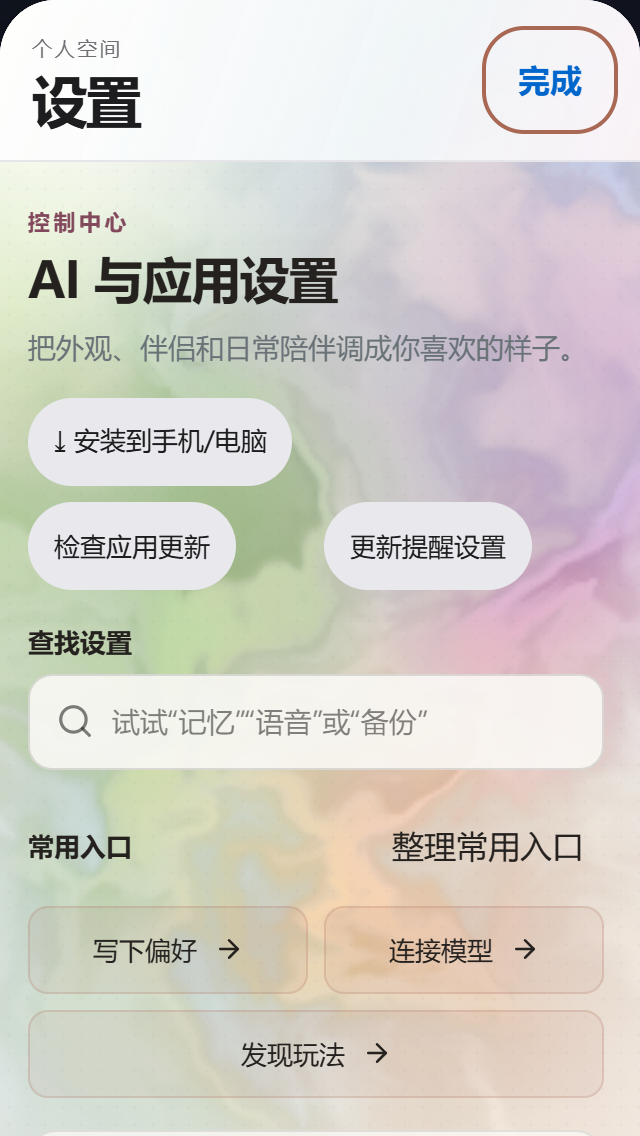 个人空间
设置
完成
控制中心
AI 与应用设置
把外观、伴侣和日常陪伴调成你喜欢的样子。
↓ 安装到手机/电脑
检查应用更新
更新提醒设置
查找设置
试试“记忆”“语音”或“备份”
常用入口
整理常用入口
写下偏好 →
连接模型 →
发现玩法 →